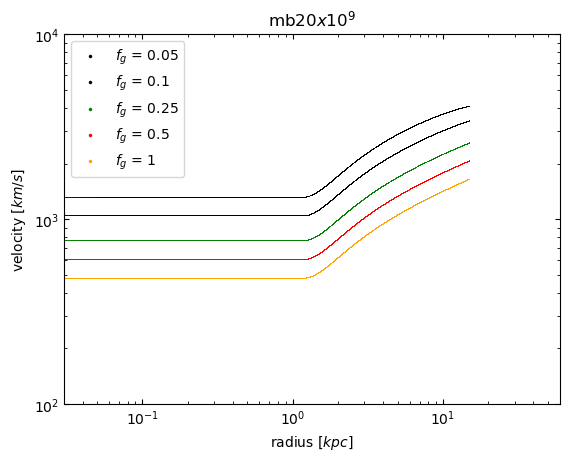 mb20x10^9
10^4
f_g = 0.05
f_g = 0.1
f_g = 0.25
f_g = 0.5
f_g = 1
velocity [km/s]
10^3
10^2
10^-1
10^0
10^1
radius [kpc]